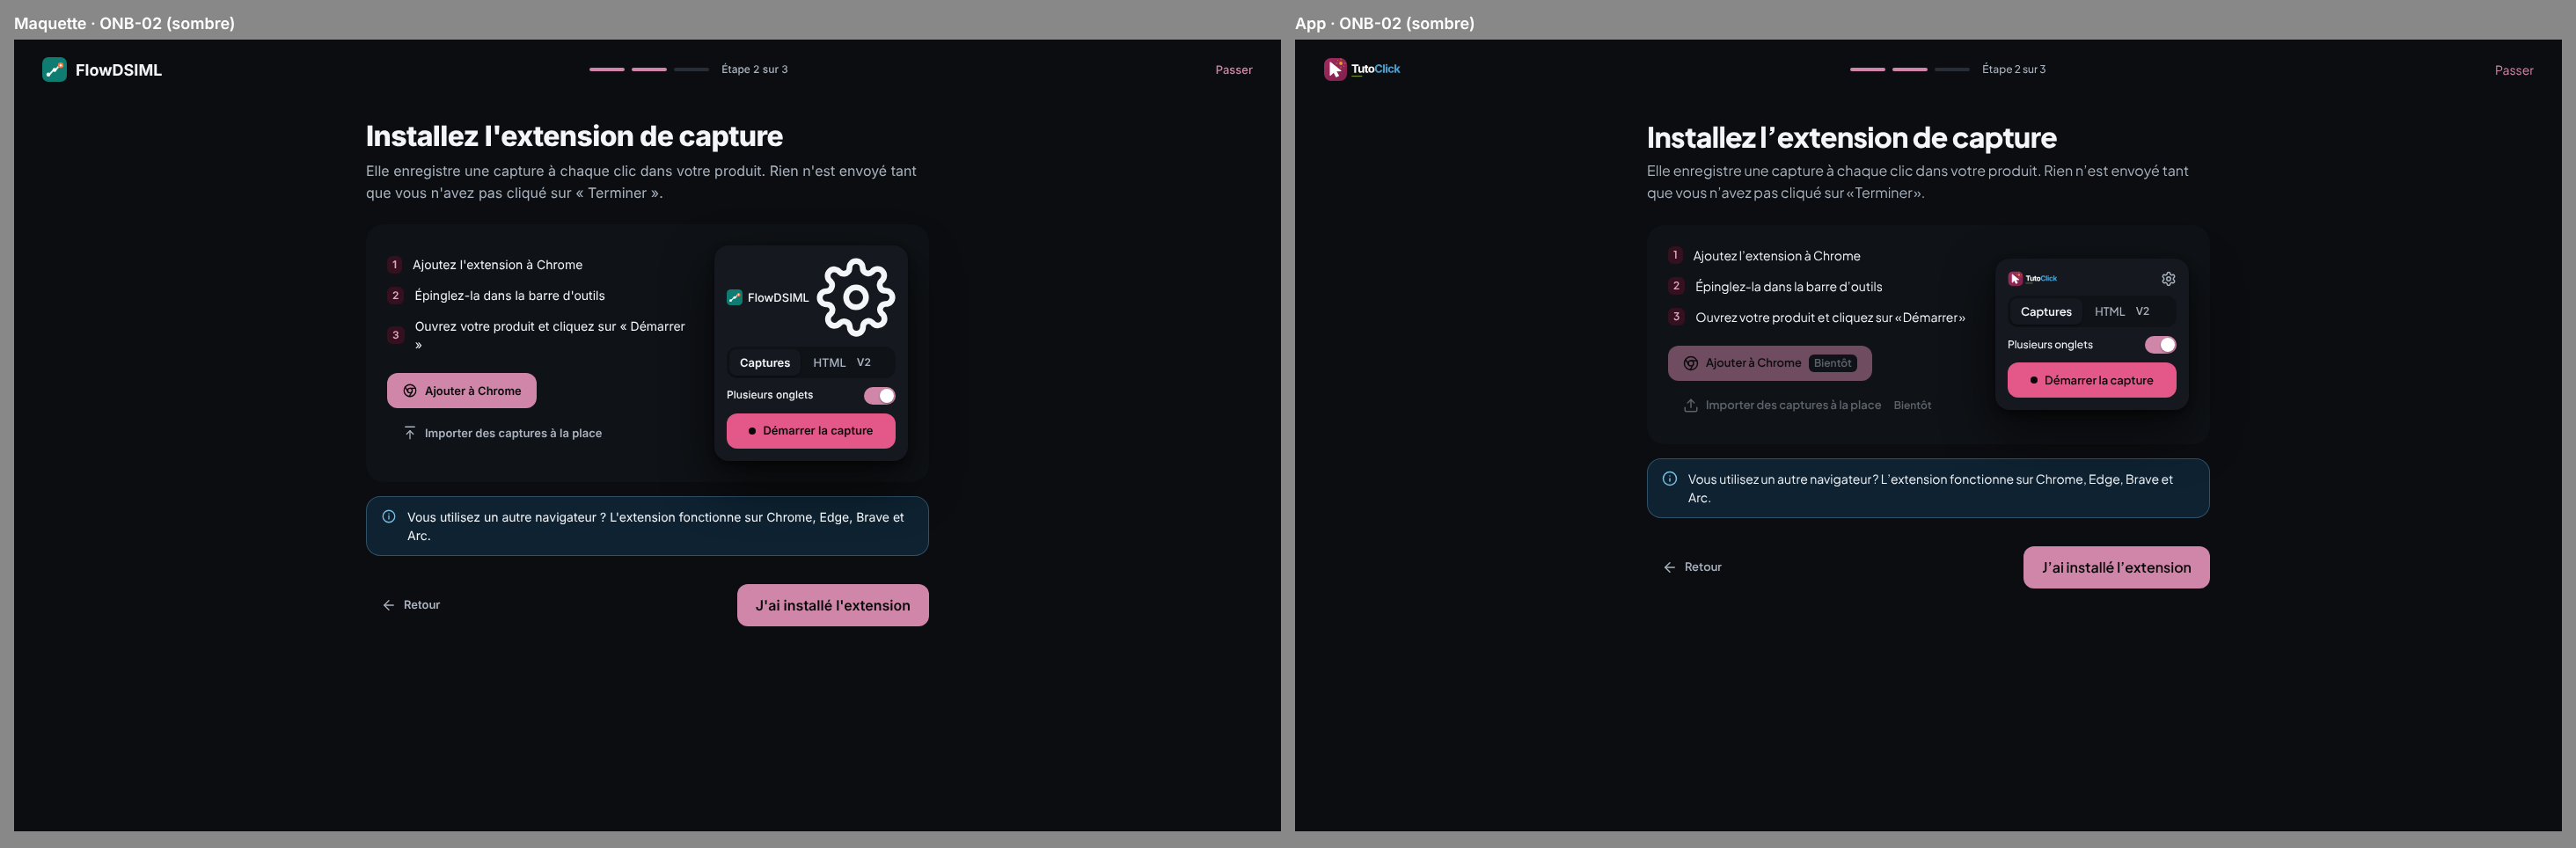 Maquette · ONB-02 (sombre)
FlowDSIML
Étape 2 sur 3
Passer
Installez l'extension de capture
Elle enregistre une capture à chaque clic dans votre produit. Rien n'est envoyé tant
que vous n'avez pas cliqué sur « Terminer ».
1 Ajoutez l'extension à Chrome
2 Épinglez-la dans la barre d'outils
3 Ouvrez votre produit et cliquez sur « Démarrer
»
Ajouter à Chrome
Importer des captures à la place
FlowDSIML
Captures HTML V2
Plusieurs onglets
Démarrer la capture
Vous utilisez un autre navigateur ? L'extension fonctionne sur Chrome, Edge, Brave et
Arc.
Retour
J'ai installé l'extension
App · ONB-02 (sombre)
TutoClick
Étape 2 sur 3
Passer
Installez l’extension de capture
Elle enregistre une capture à chaque clic dans votre produit. Rien n’est envoyé tant
que vous n’avez pas cliqué sur « Terminer ».
1 Ajoutez l’extension à Chrome
2 Épinglez-la dans la barre d’outils
3 Ouvrez votre produit et cliquez sur « Démarrer »
Ajouter à Chrome Bientôt
Importer des captures à la place Bientôt
TutoClick
Captures HTML V2
Plusieurs onglets
Démarrer la capture
Vous utilisez un autre navigateur ? L’extension fonctionne sur Chrome, Edge, Brave et
Arc.
Retour
J’ai installé l’extension